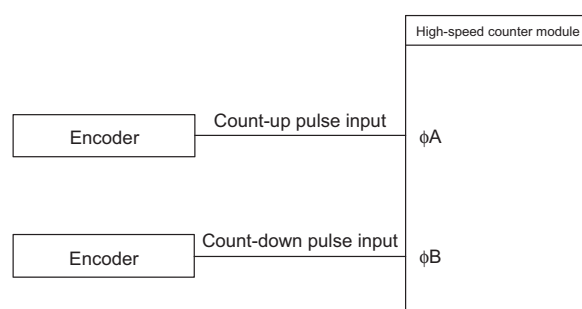 High-speed counter module
Count-up pulse input
Encoder
ϕA
Count-down pulse input
Encoder
ϕB